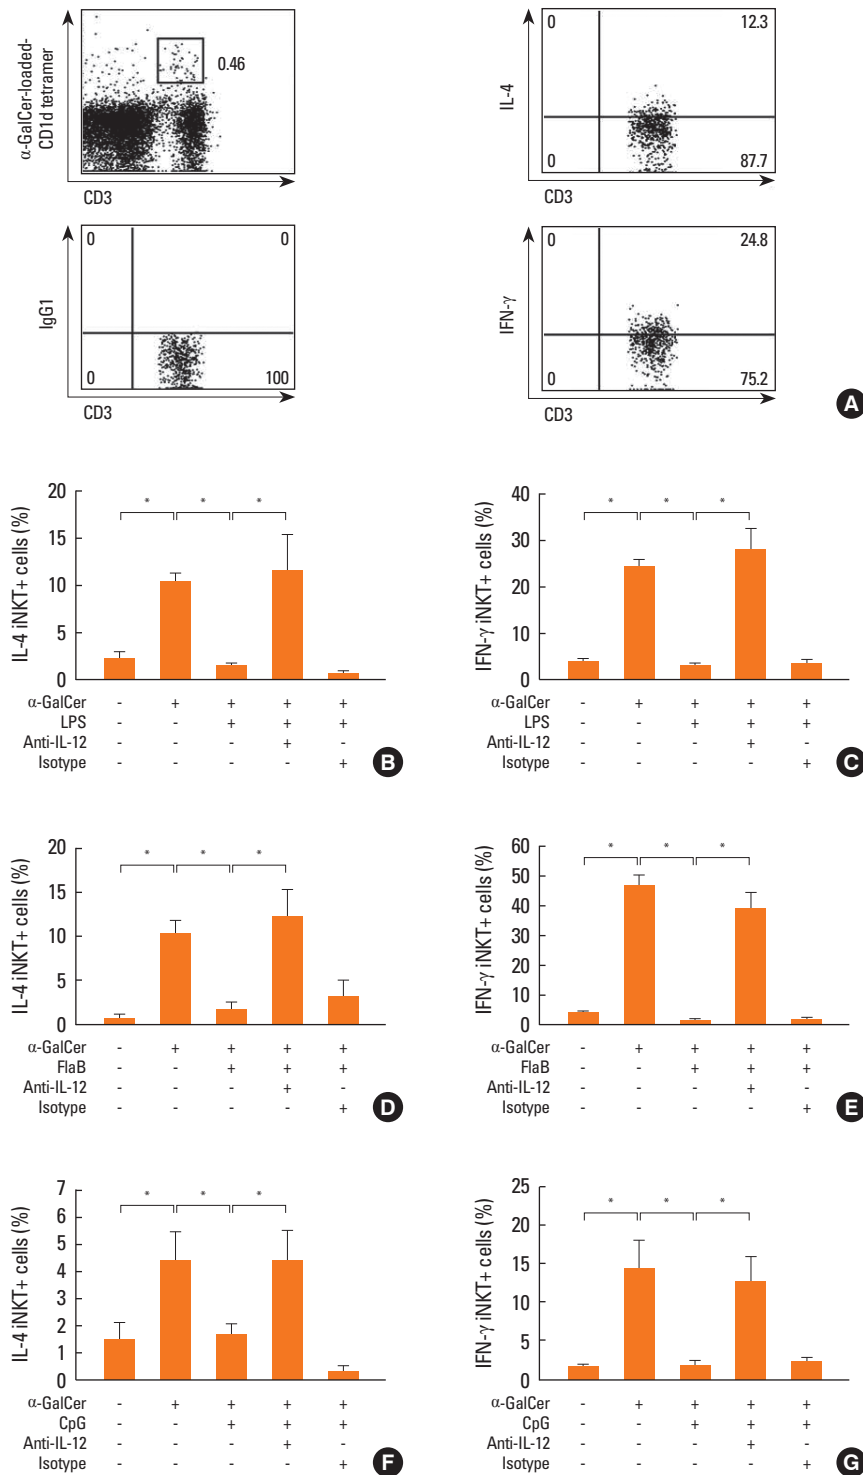 α-GalCer-loaded-
CD1d tetramer
0.46
CD3
0 12.3
IL-4
0 87.7
CD3
0 0
IgG1
0 100
CD3
0 24.8
IFN-γ
0 75.2
CD3
A
IL-4 iNKT+ cells (%)
20
15
10
5
0
* * *
α-GalCer - + + + +
LPS - - + + +
Anti-IL-12 - - - + -
Isotype - - - - +
B
IFN-γ iNKT+ cells (%)
40
30
20
10
0
* * *
α-GalCer - + + + +
LPS - - + + +
Anti-IL-12 - - - + -
Isotype - - - - +
C
IL-4 iNKT+ cells (%)
20
15
10
5
0
* * *
α-GalCer - + + + +
FlaB - - + + +
Anti-IL-12 - - - + -
Isotype - - - - +
D
IFN-γ iNKT+ cells (%)
60
50
40
30
20
10
0
* * *
α-GalCer - + + + +
FlaB - - + + +
Anti-IL-12 - - - + -
Isotype - - - - +
E
IL-4 iNKT+ cells (%)
7
6
5
4
3
2
1
0
* * *
α-GalCer - + + + +
CpG - - + + +
Anti-IL-12 - - - + -
Isotype - - - - +
F
IFN-γ iNKT+ cells (%)
25
20
15
10
5
0
* * *
α-GalCer - + + + +
CpG - - + + +
Anti-IL-12 - - - + -
Isotype - - - - +
G